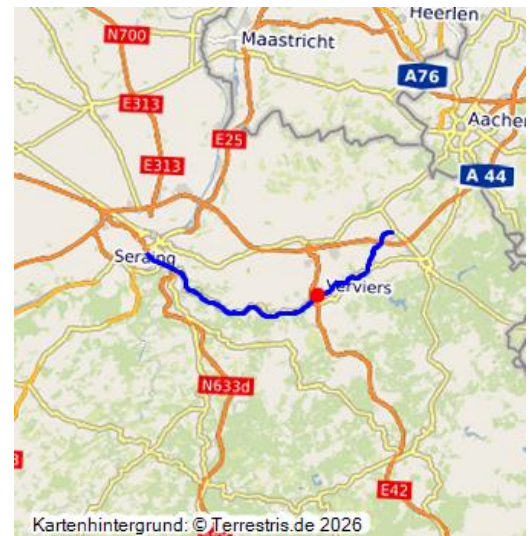 Heerlen
N700
Maastricht
A76
E313
Aachen
E25
E313
A 44
Seraing
Verviers
N633d
E42
Kartenhintergrund: © Terrestris.de 2026